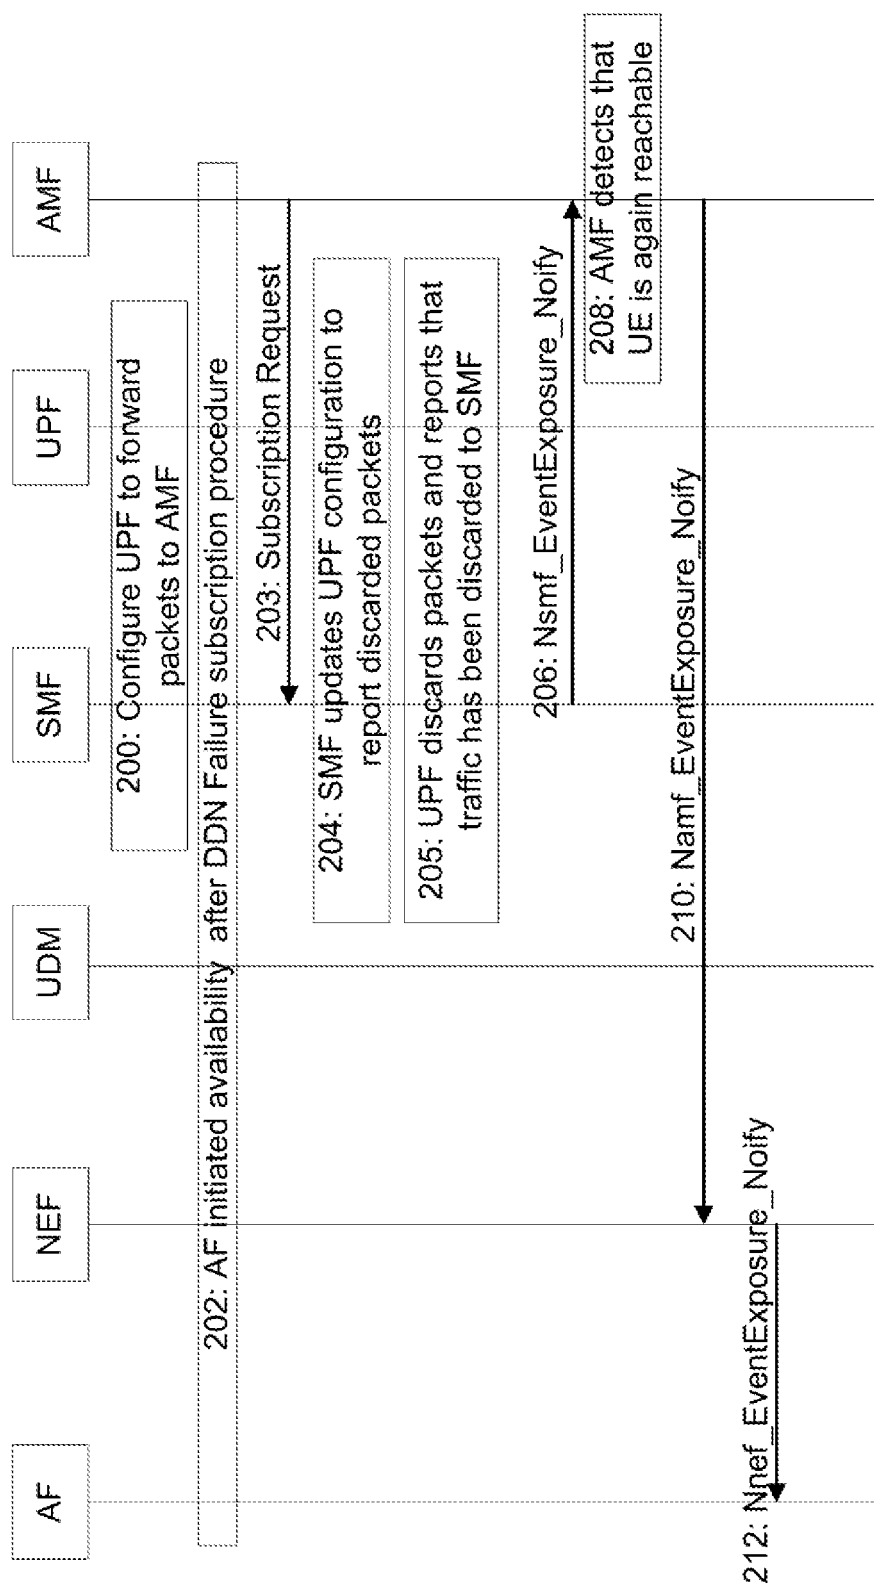 AF
NEF
UDM
SMF
UPF
AMF
200: Configure UPF to forward
packets to AMF
202: AF initiated availability after DDN Failure subscription procedure
203: Subscription Request
204: SMF updates UPF configuration to
report discarded packets
205: UPF discards packets and reports that
traffic has been discarded to SMF
206: Nsmf_EventExposure_Noify
208: AMF detects that
UE is again reachable
210: Namf_EventExposure_Noify
212: Nnef_EventExposure_Noify